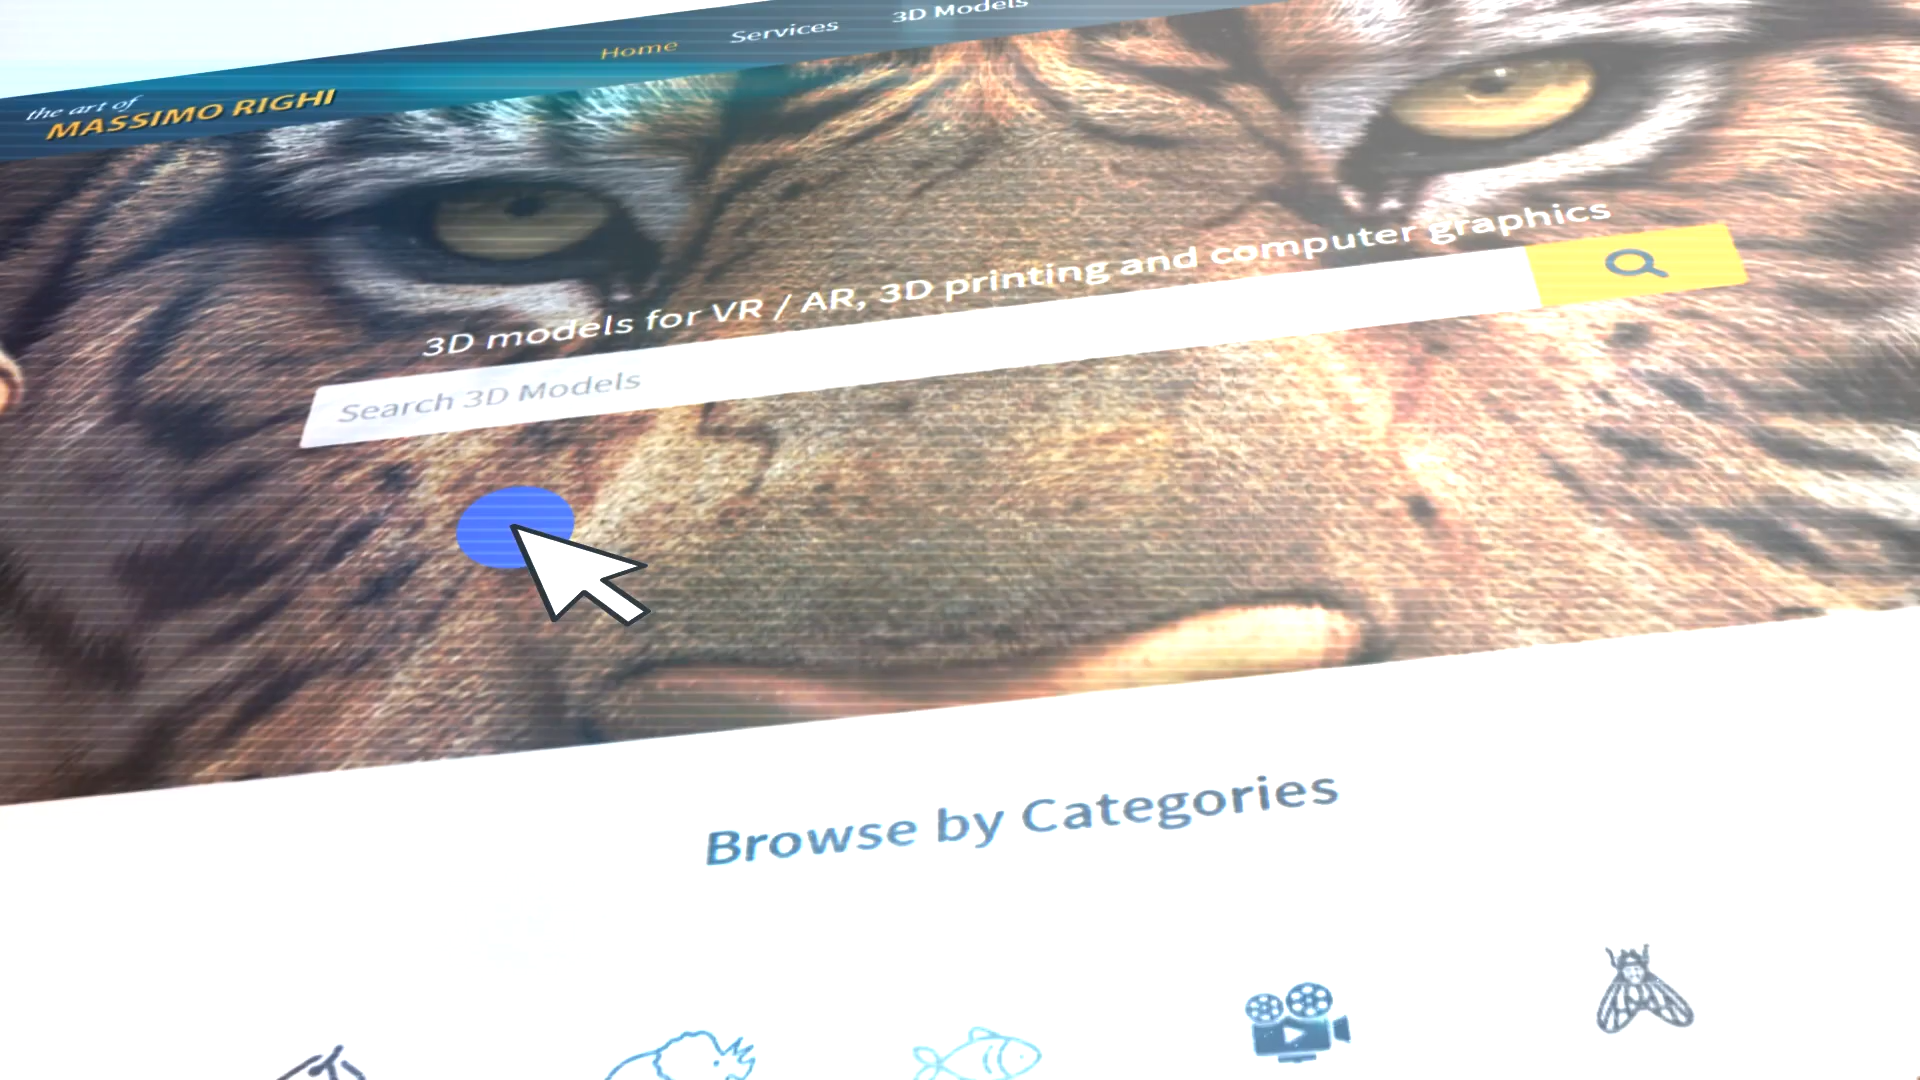 Home
Services
3D Models
the art of
MASSIMO RIGHI
3D models for VR / AR, 3D printing and computer graphics
Search 3D Models
Browse by Categories